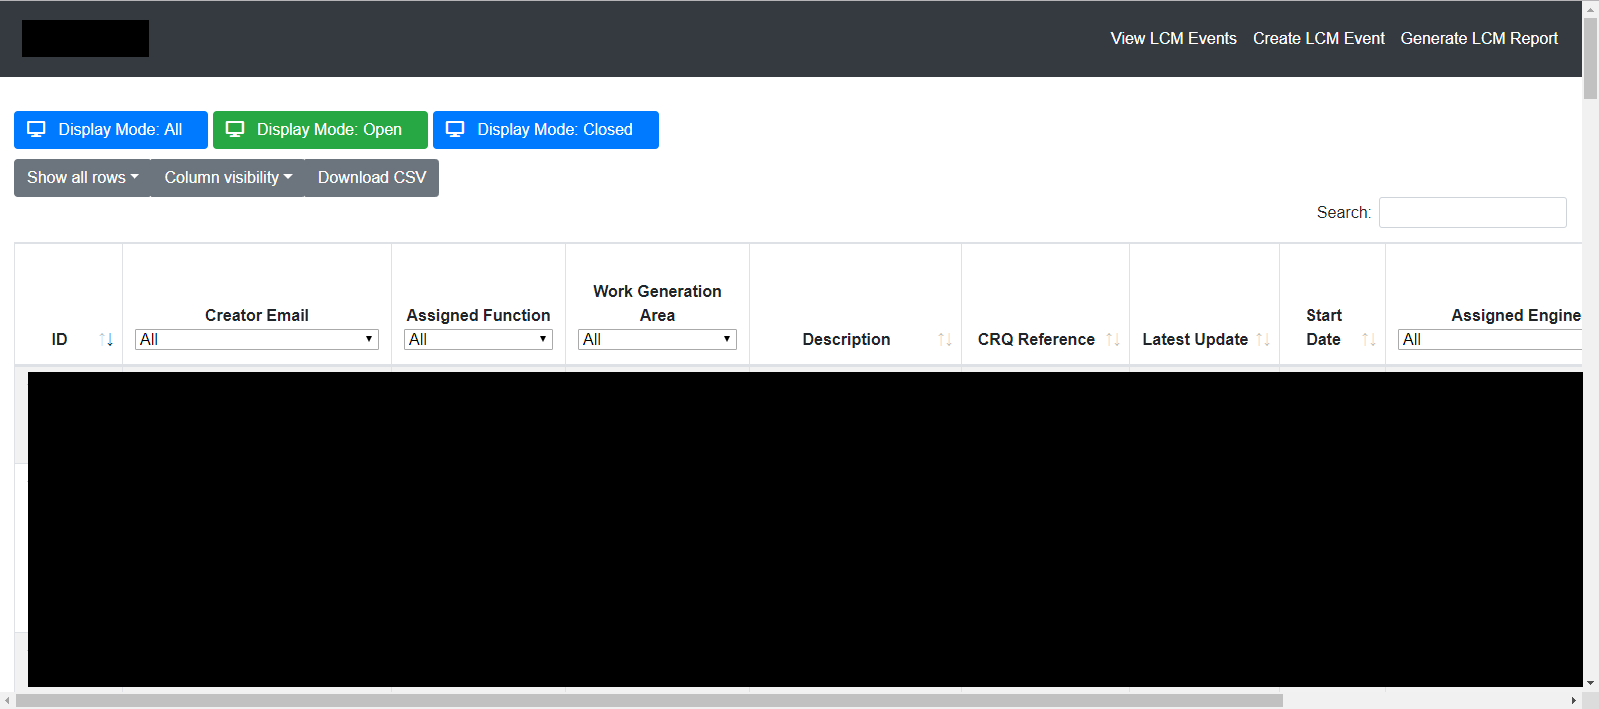 View LCM Events Create LCM Event Generate LCM Report
Display Mode: All Display Mode: Open Display Mode: Closed
Show all rows Column visibility Download CSV
Search:
ID
Creator Email
All
Assigned Function
All
Work Generation
Area
All
Description
CRQ Reference
Latest Update
Start
Date
Assigned Engine
All